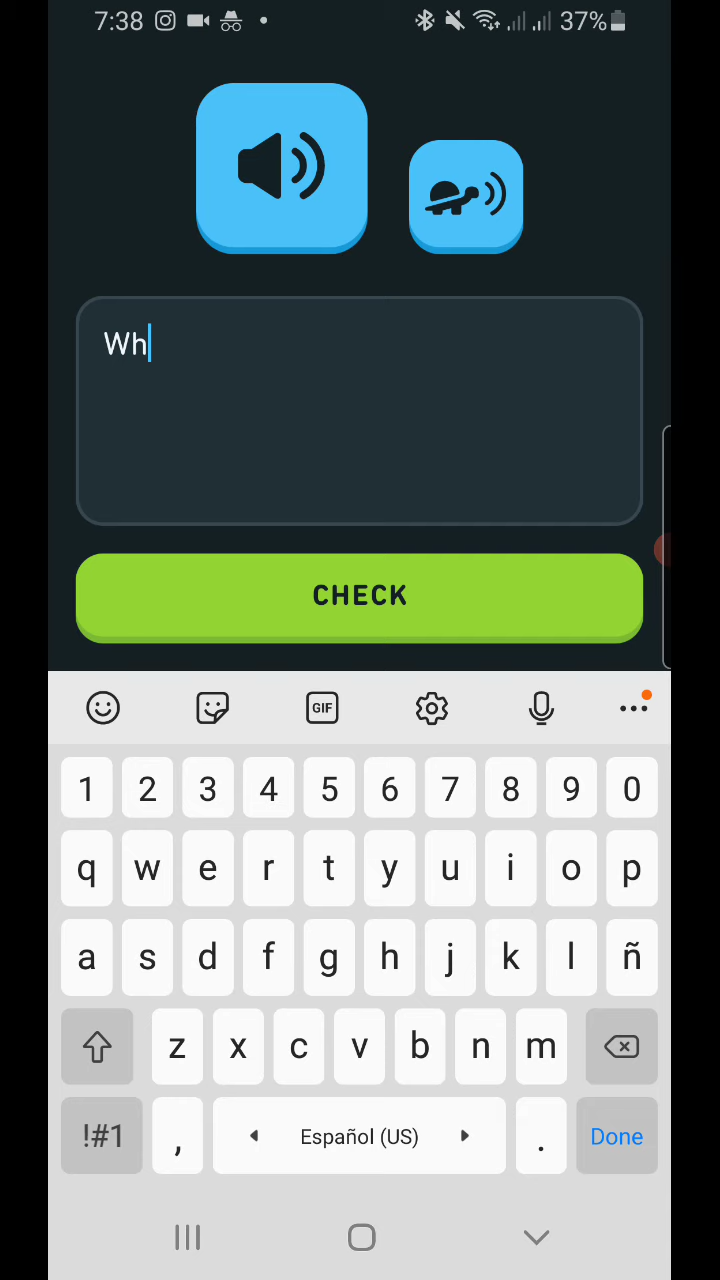 7:38 37%
Wh
CHECK
GIF
1 2 3 4 5 6 7 8 9 0
q w e r t y u i o p
a s d f g h j k l ñ
z x c v b n m
!#1 , Español (US) . Done